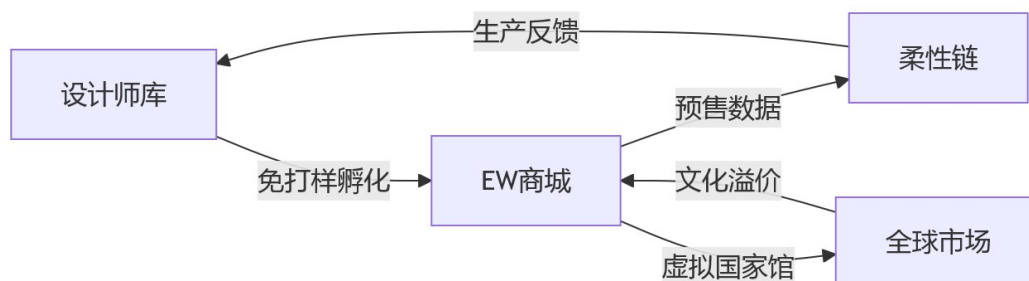 生产反馈
柔性链
设计师库
预售数据
免打样孵化
EW商城
文化溢价
全球市场
虚拟国家馆